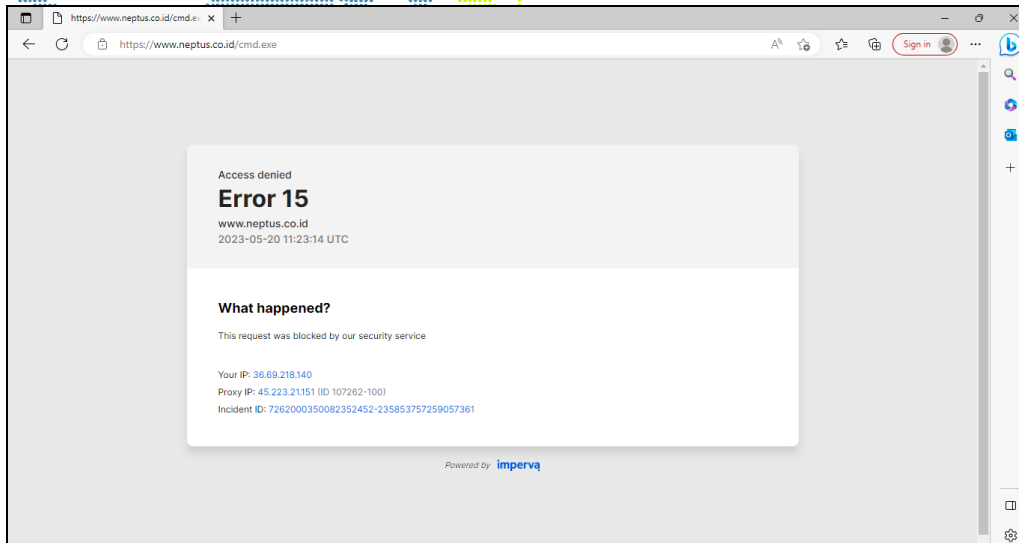 https://www.neptus.co.id/cmd.ex
https://www.neptus.co.id/cmd.exe
Sign in
Access denied
Error 15
www.neptus.co.id
2023-05-20 11:23:14 UTC
What happened?
This request was blocked by our security service
Your IP: 36.69.218.140
Proxy IP: 45.223.21.151 (ID 107262-100)
Incident ID: 7262000350082352452-235853757259057361
Powered by imperva